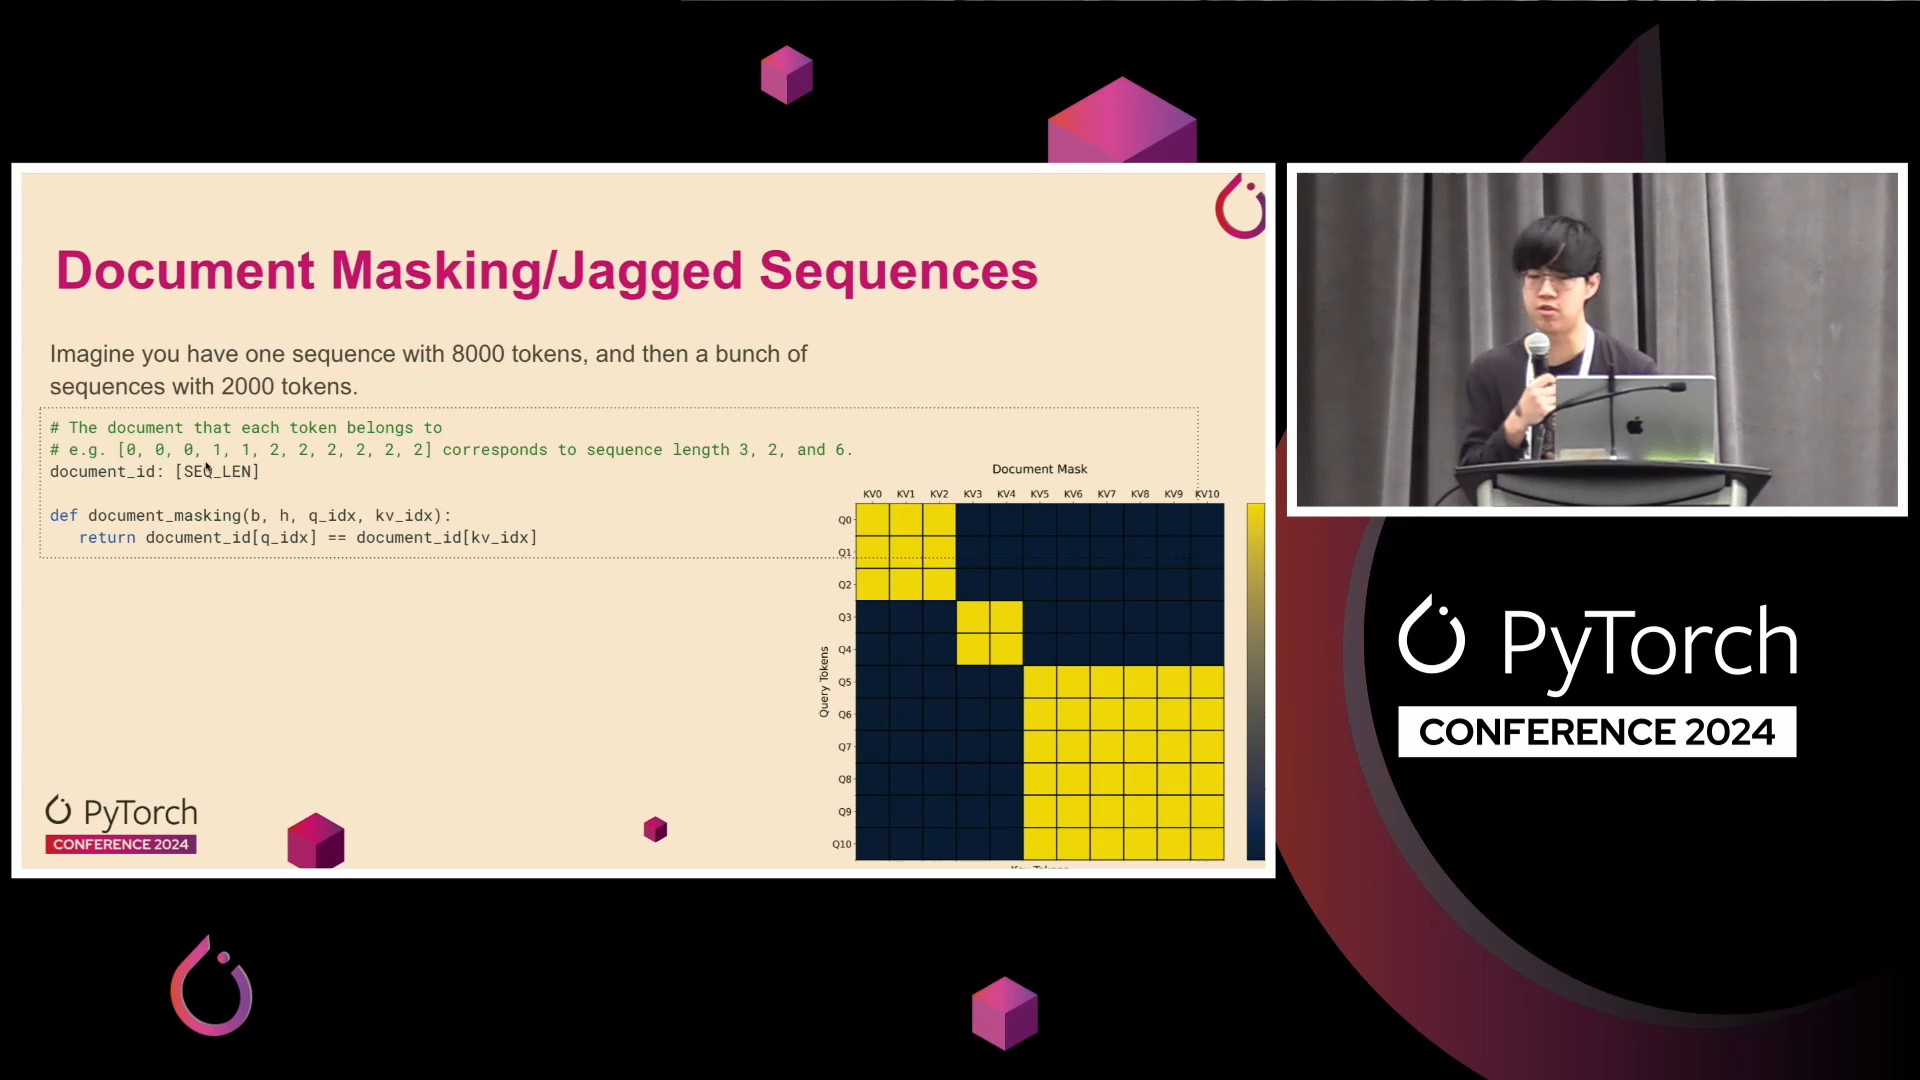 Document Masking/Jagged Sequences
Imagine you have one sequence with 8000 tokens, and then a bunch of
sequences with 2000 tokens.
# The document that each token belongs to
# e.g. [0, 0, 0, 1, 1, 2, 2, 2, 2, 2, 2] corresponds to sequence length 3, 2, and 6.
document_id: [SEQ_LEN]
def document_masking(b, h, q_idx, kv_idx):
return document_id[q_idx] == document_id[kv_idx]
Document Mask
KV0 KV1 KV2 KV3 KV4 KV5 KV6 KV7 KV8 KV9 KV10
Query Tokens
Q0
Q1
Q2
Q3
Q4
Q5
Q6
Q7
Q8
Q9
Q10
PyTorch
CONFERENCE 2024
PyTorch
CONFERENCE 2024